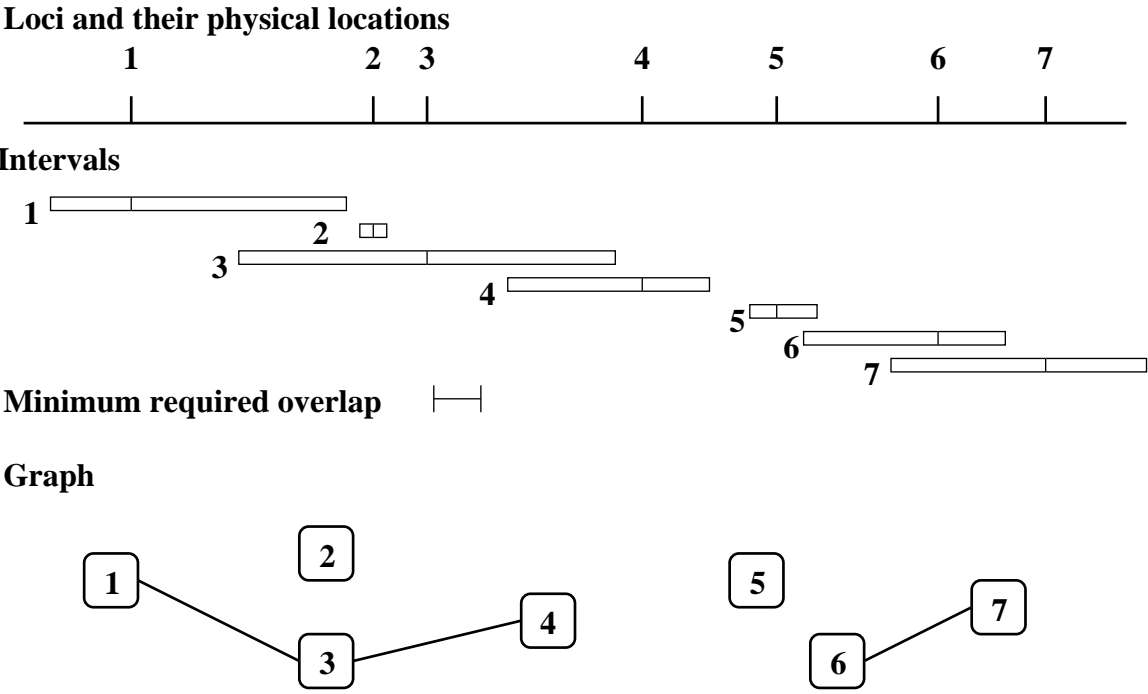 Loci and their physical locations
1 2 3 4 5 6 7
Intervals
1
2
3
4
5
6
7
Minimum required overlap
Graph
2
1
5
7
4
3
6